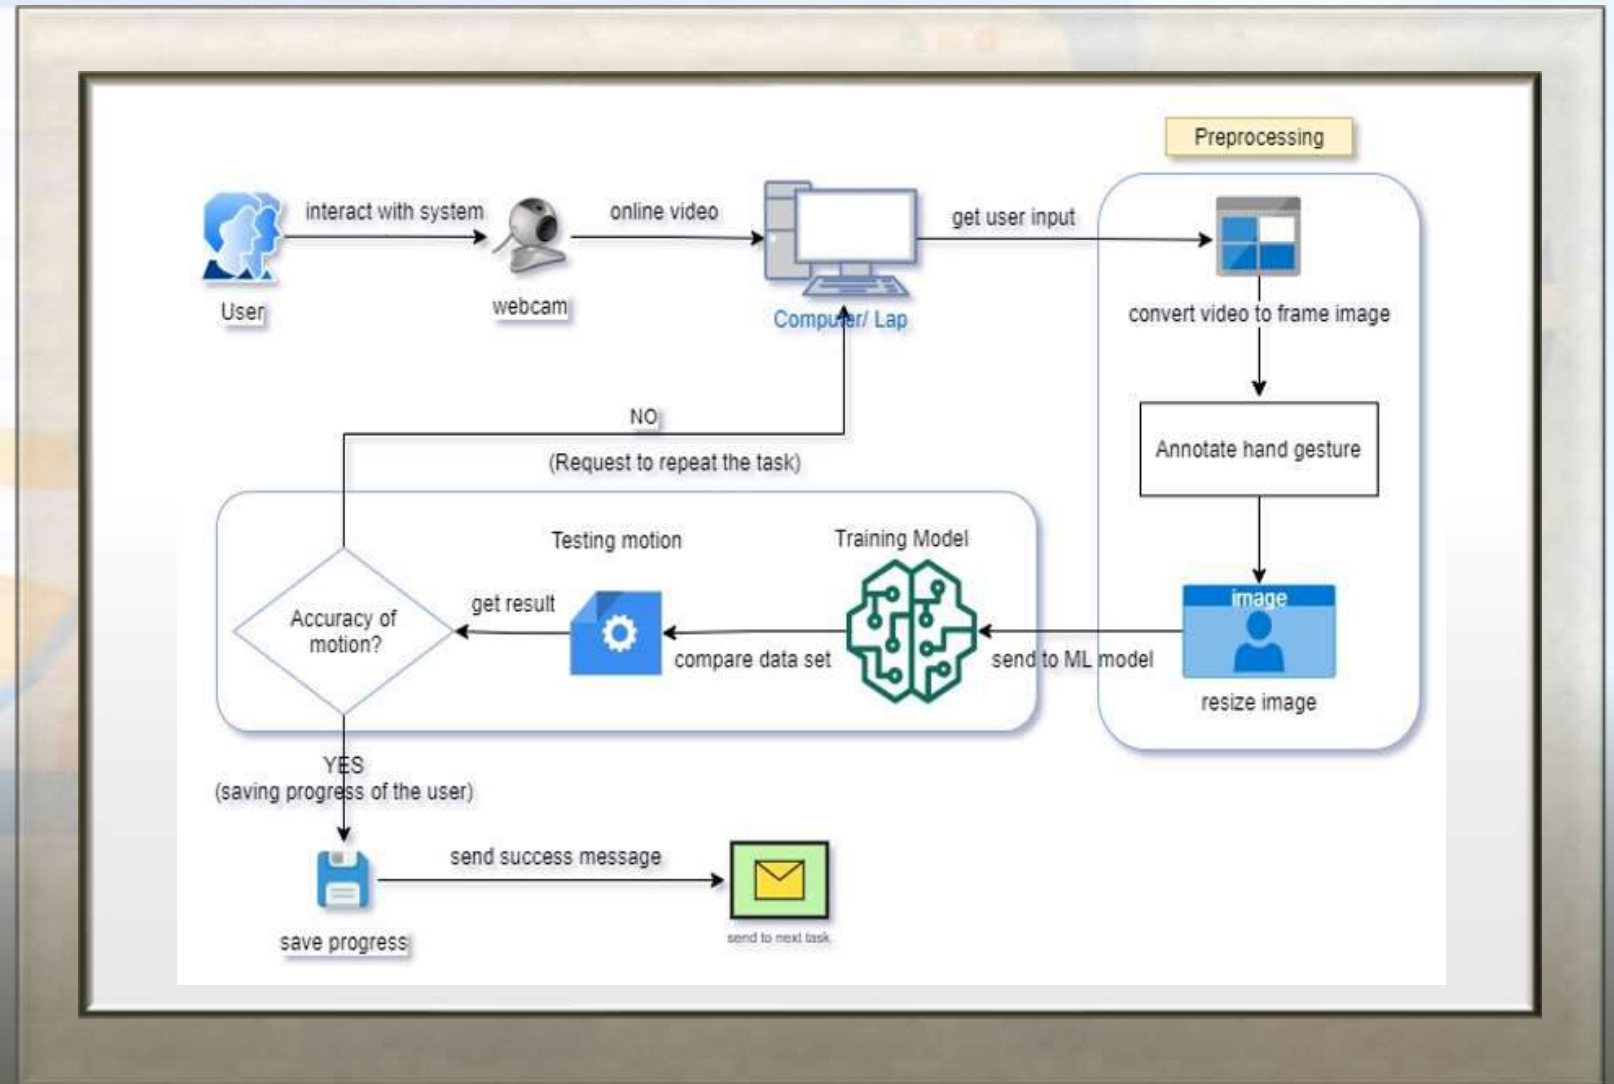 Preprocessing
interact with system
online video
get user input
User
webcam
Computer/ Lap
convert video to frame image
NO
(Request to repeat the task)
Annotate hand gesture
Testing motion
Training Model
image
get result
Accuracy of
motion?
compare data set
send to ML model
resize image
YES
(saving progress of the user)
send success message
save progress
send to next task